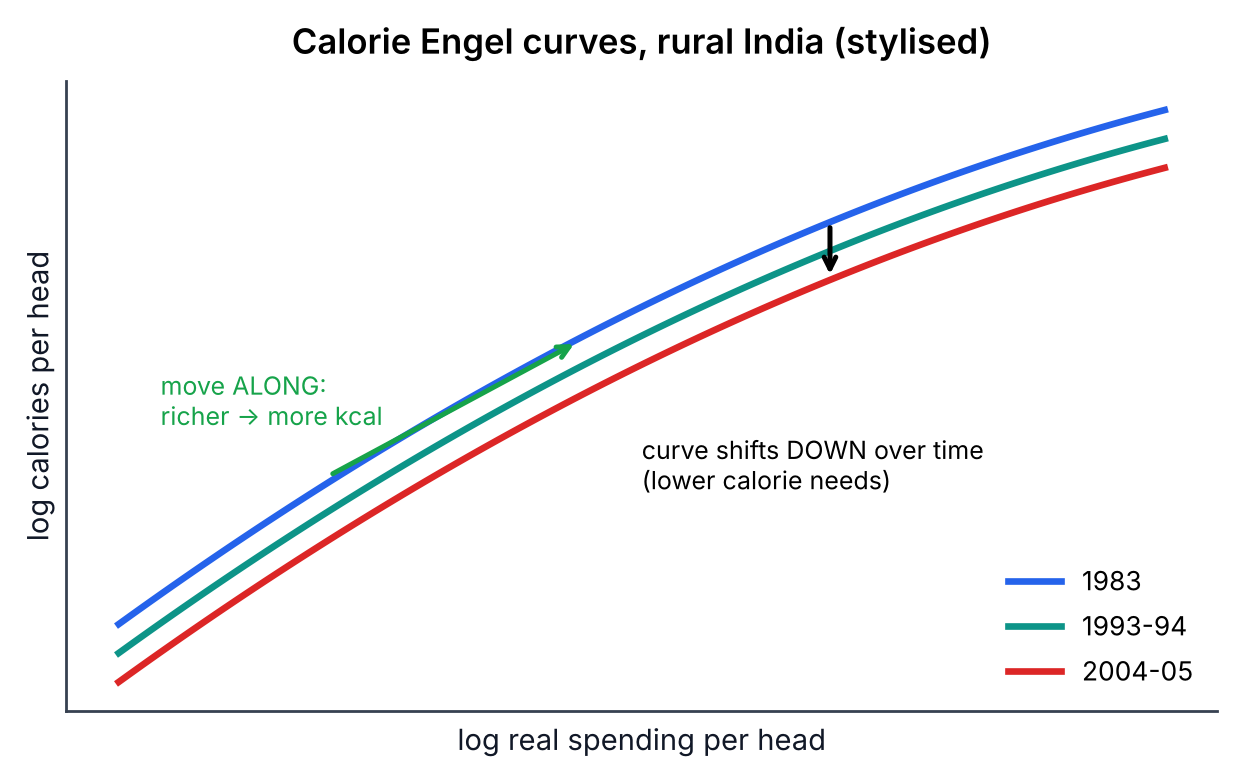 Calorie Engel curves, rural India (stylised)
log calories per head
move ALONG:
richer → more kcal
curve shifts DOWN over time
(lower calorie needs)
1983
1993-94
2004-05
log real spending per head